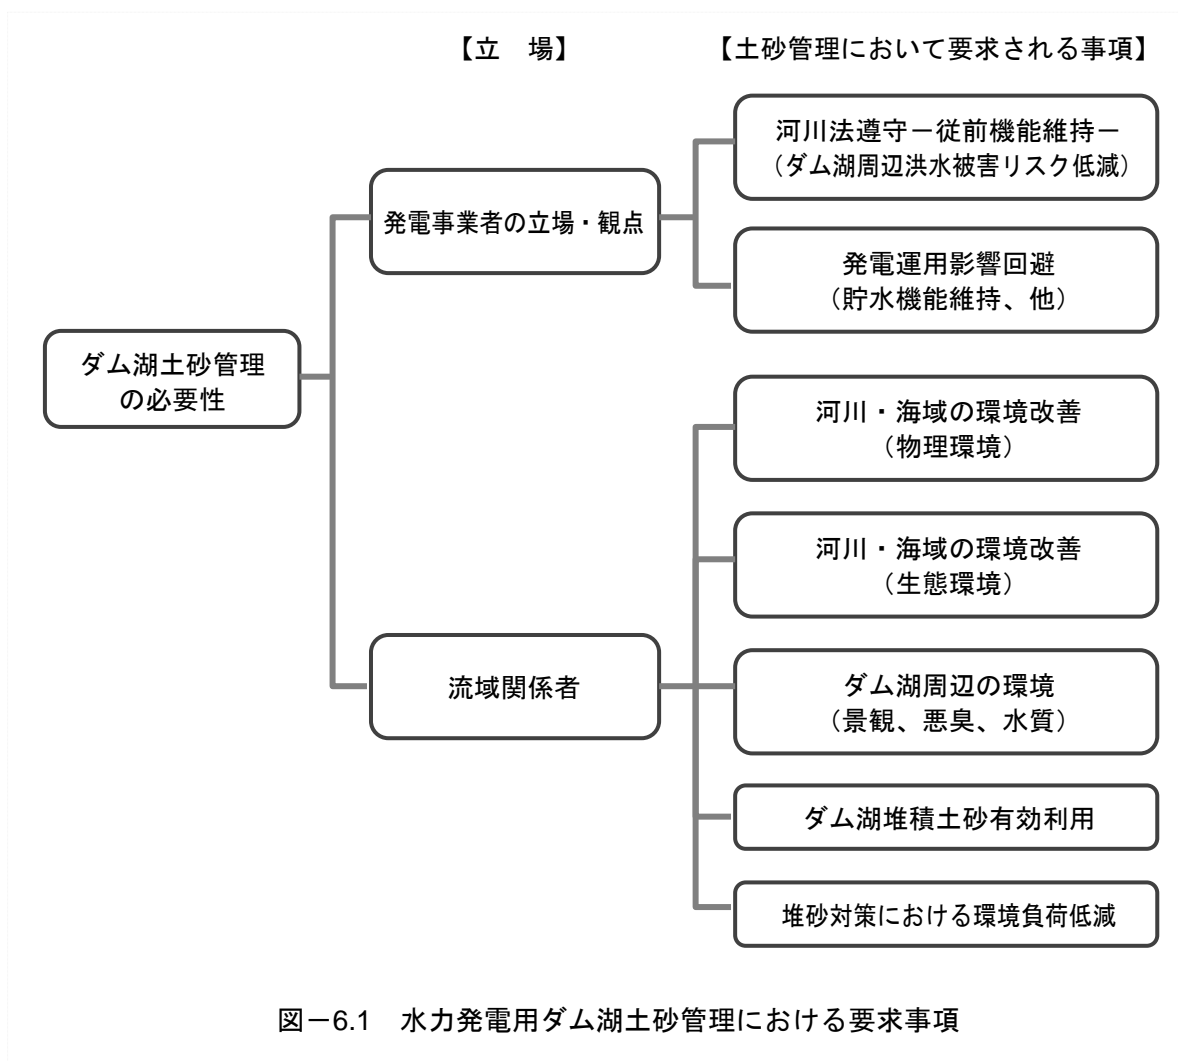 【立　場】
【土砂管理において要求される事項】
河川法遵守－従前機能維持－
（ダム湖周辺洪水被害リスク低減）
発電事業者の立場・観点
発電運用影響回避
（貯水機能維持、他）
ダム湖土砂管理
の必要性
河川・海域の環境改善
（物理環境）
河川・海域の環境改善
（生態環境）
流域関係者
ダム湖周辺の環境
（景観、悪臭、水質）
ダム湖堆積土砂有効利用
堆砂対策における環境負荷低減
図－6.1　水力発電用ダム湖土砂管理における要求事項